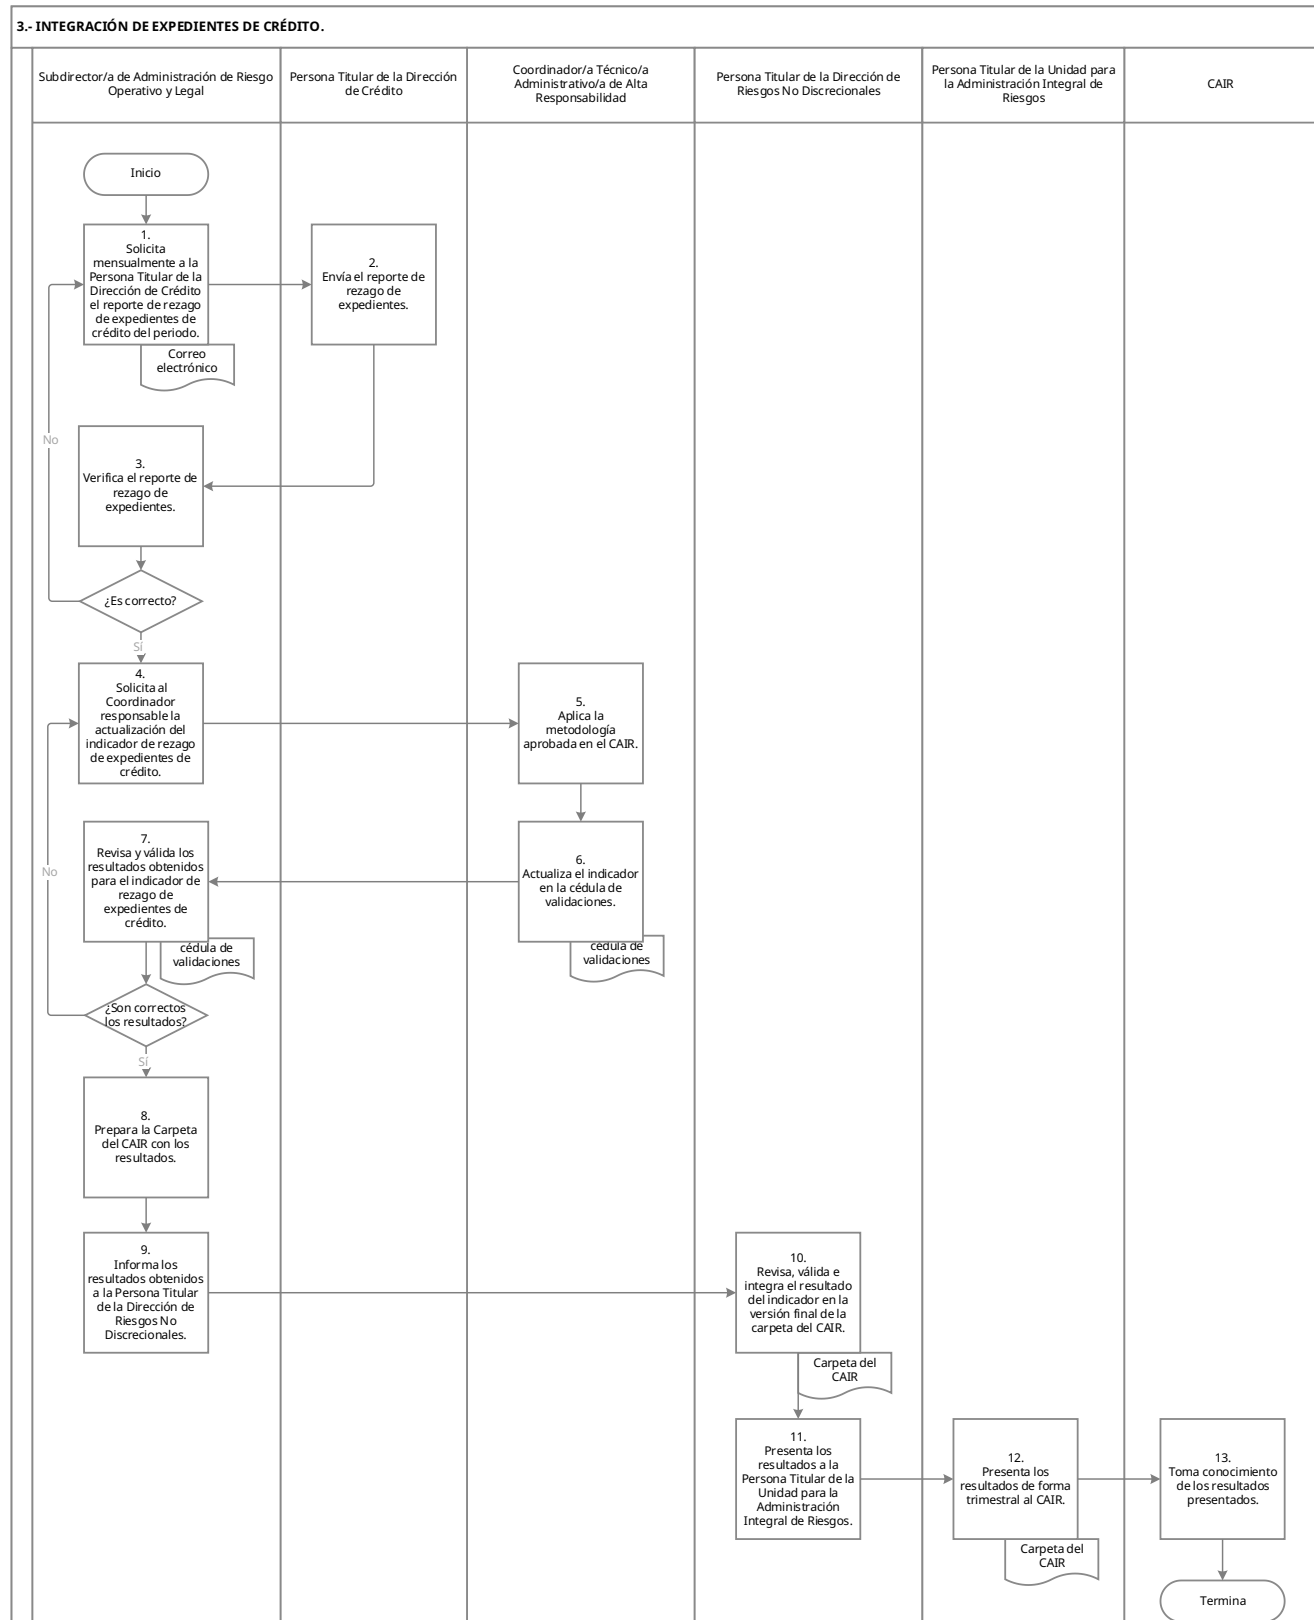 3.- INTEGRACIÓN DE EXPEDIENTES DE CRÉDITO.
Subdirector/a de Administración de Riesgo
Operativo y Legal
Persona Titular de la Dirección
de Crédito
Coordinador/a Técnico/a
Administrativo/a de Alta
Responsabilidad
Persona Titular de la Dirección de
Riesgos No Discrecionales
Persona Titular de la Unidad para
la Administración Integral de
Riesgos
CAIR
Inicio
1.
Solicita
mensualmente a la
Persona Titular de la
Dirección de Crédito
el reporte de rezago
de expedientes de
crédito del periodo.
Correo
electrónico
2.
Envía el reporte de
rezago de
expedientes.
No
3.
Verifica el reporte de
rezago de
expedientes.
¿Es correcto?
Sí
4.
Solicita al
Coordinador
responsable la
actualización del
indicador de rezago
de expedientes de
crédito.
5.
Aplica la
metodología
aprobada en el CAIR.
6.
Actualiza el indicador
en la cédula de
validaciones.
cédula de
validaciones
7.
Revisa y válida los
resultados obtenidos
para el indicador de
rezago de
expedientes de
crédito.
cédula de
validaciones
No
¿Son correctos
los resultados?
Sí
8.
Prepara la Carpeta
del CAIR con los
resultados.
9.
Informa los
resultados obtenidos
a la Persona Titular
de la Dirección de
Riesgos No
Discrecionales.
10.
Revisa, válida e
integra el resultado
del indicador en la
versión final de la
carpeta del CAIR.
Carpeta del
CAIR
11.
Presenta los
resultados a la
Persona Titular de la
Unidad para la
Administración
Integral de Riesgos.
12.
Presenta los
resultados de forma
trimestral al CAIR.
Carpeta del
CAIR
13.
Toma conocimiento
de los resultados
presentados.
Termina